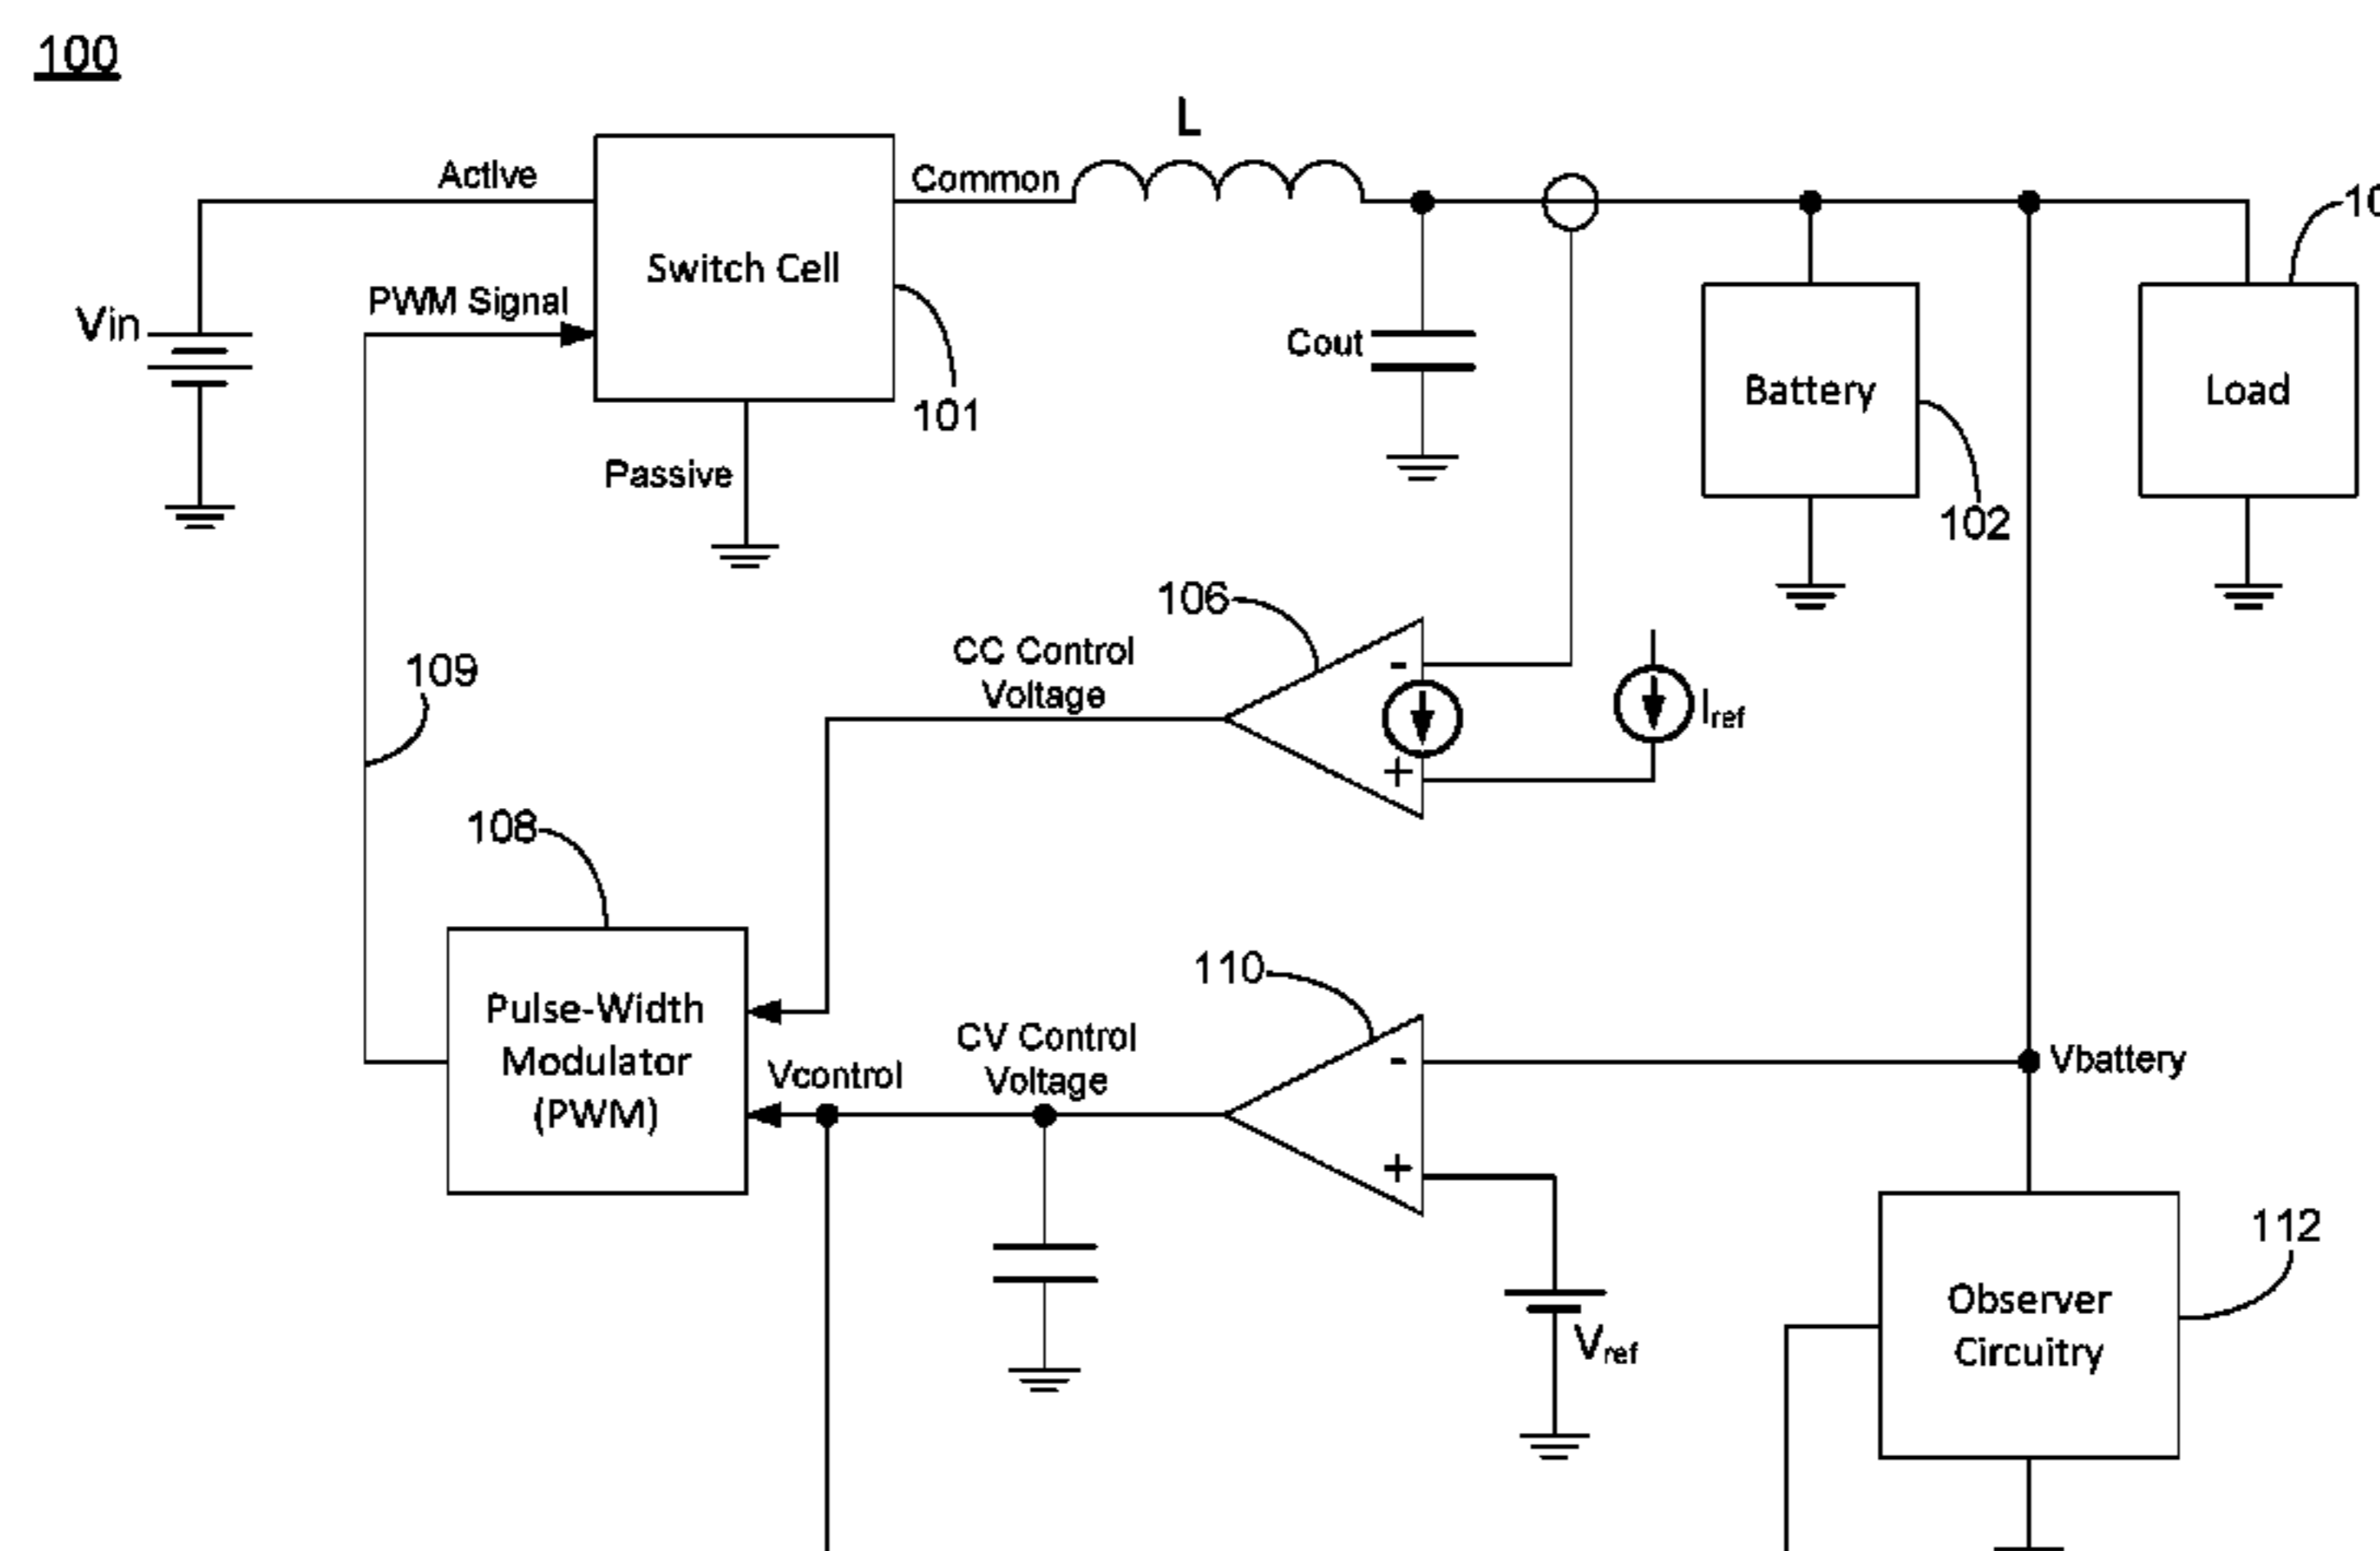 100
L
Active
Common
10
Switch Cell
PWM Signal
Vin
Cout
Battery
Load
101
Passive
102
106
CC Control
Voltage
109
Iref
-
+
108
110
Pulse-Width
Modulator
(PWM)
CV Control
Voltage
Vcontrol
-
+
Vbattery
112
Observer
Circuitry
Vref